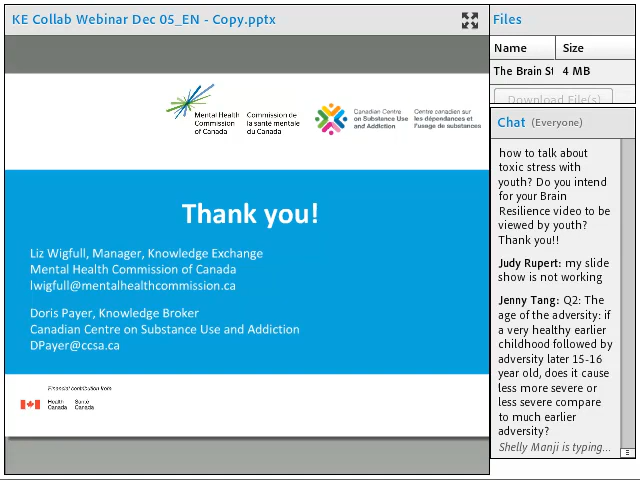 KE Collab Webinar Dec 05_EN - Copy.pptx
Mental Health
Commission
of Canada
Commission de
la santé mentale
du Canada
Canadian Centre
on Substance Use
and Addiction
Centre canadien sur
les dépendances et
l'usage de substances
Thank you!
Liz Wigfull, Manager, Knowledge Exchange
Mental Health Commission of Canada
lwigfull@mentalhealthcommission.ca
Doris Payer, Knowledge Broker
Canadian Centre on Substance Use and Addiction
DPayer@ccsa.ca
Financial contribution from
Health
Canada
Santé
Canada
Files
Name Size
The Brain St 4 MB
Download File(s)
Chat (Everyone)
how to talk about
toxic stress with
youth? Do you intend
for your Brain
Resilience video to be
viewed by youth?
Thank you!!
Judy Rupert: my slide
show is not working
Jenny Tang: Q2: The
age of the adversity: if
a very healthy earlier
childhood followed by
adversity later 15-16
year old, does it cause
less more severe or
less severe compare
to much earlier
adversity?
Shelly Manji is typing...